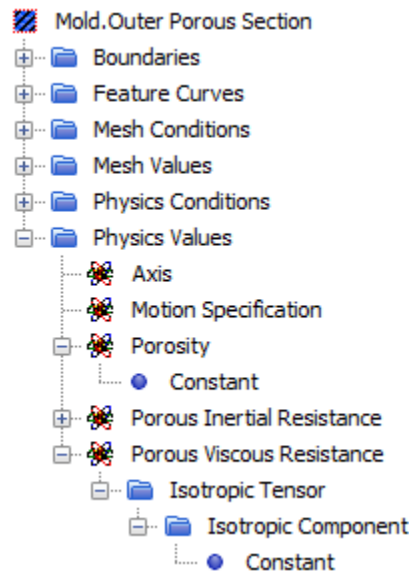 Mold.Outer Porous Section
Boundaries
Feature Curves
Mesh Conditions
Mesh Values
Physics Conditions
Physics Values
Axis
Motion Specification
Porosity
Constant
Porous Inertial Resistance
Porous Viscous Resistance
Isotropic Tensor
Isotropic Component
Constant